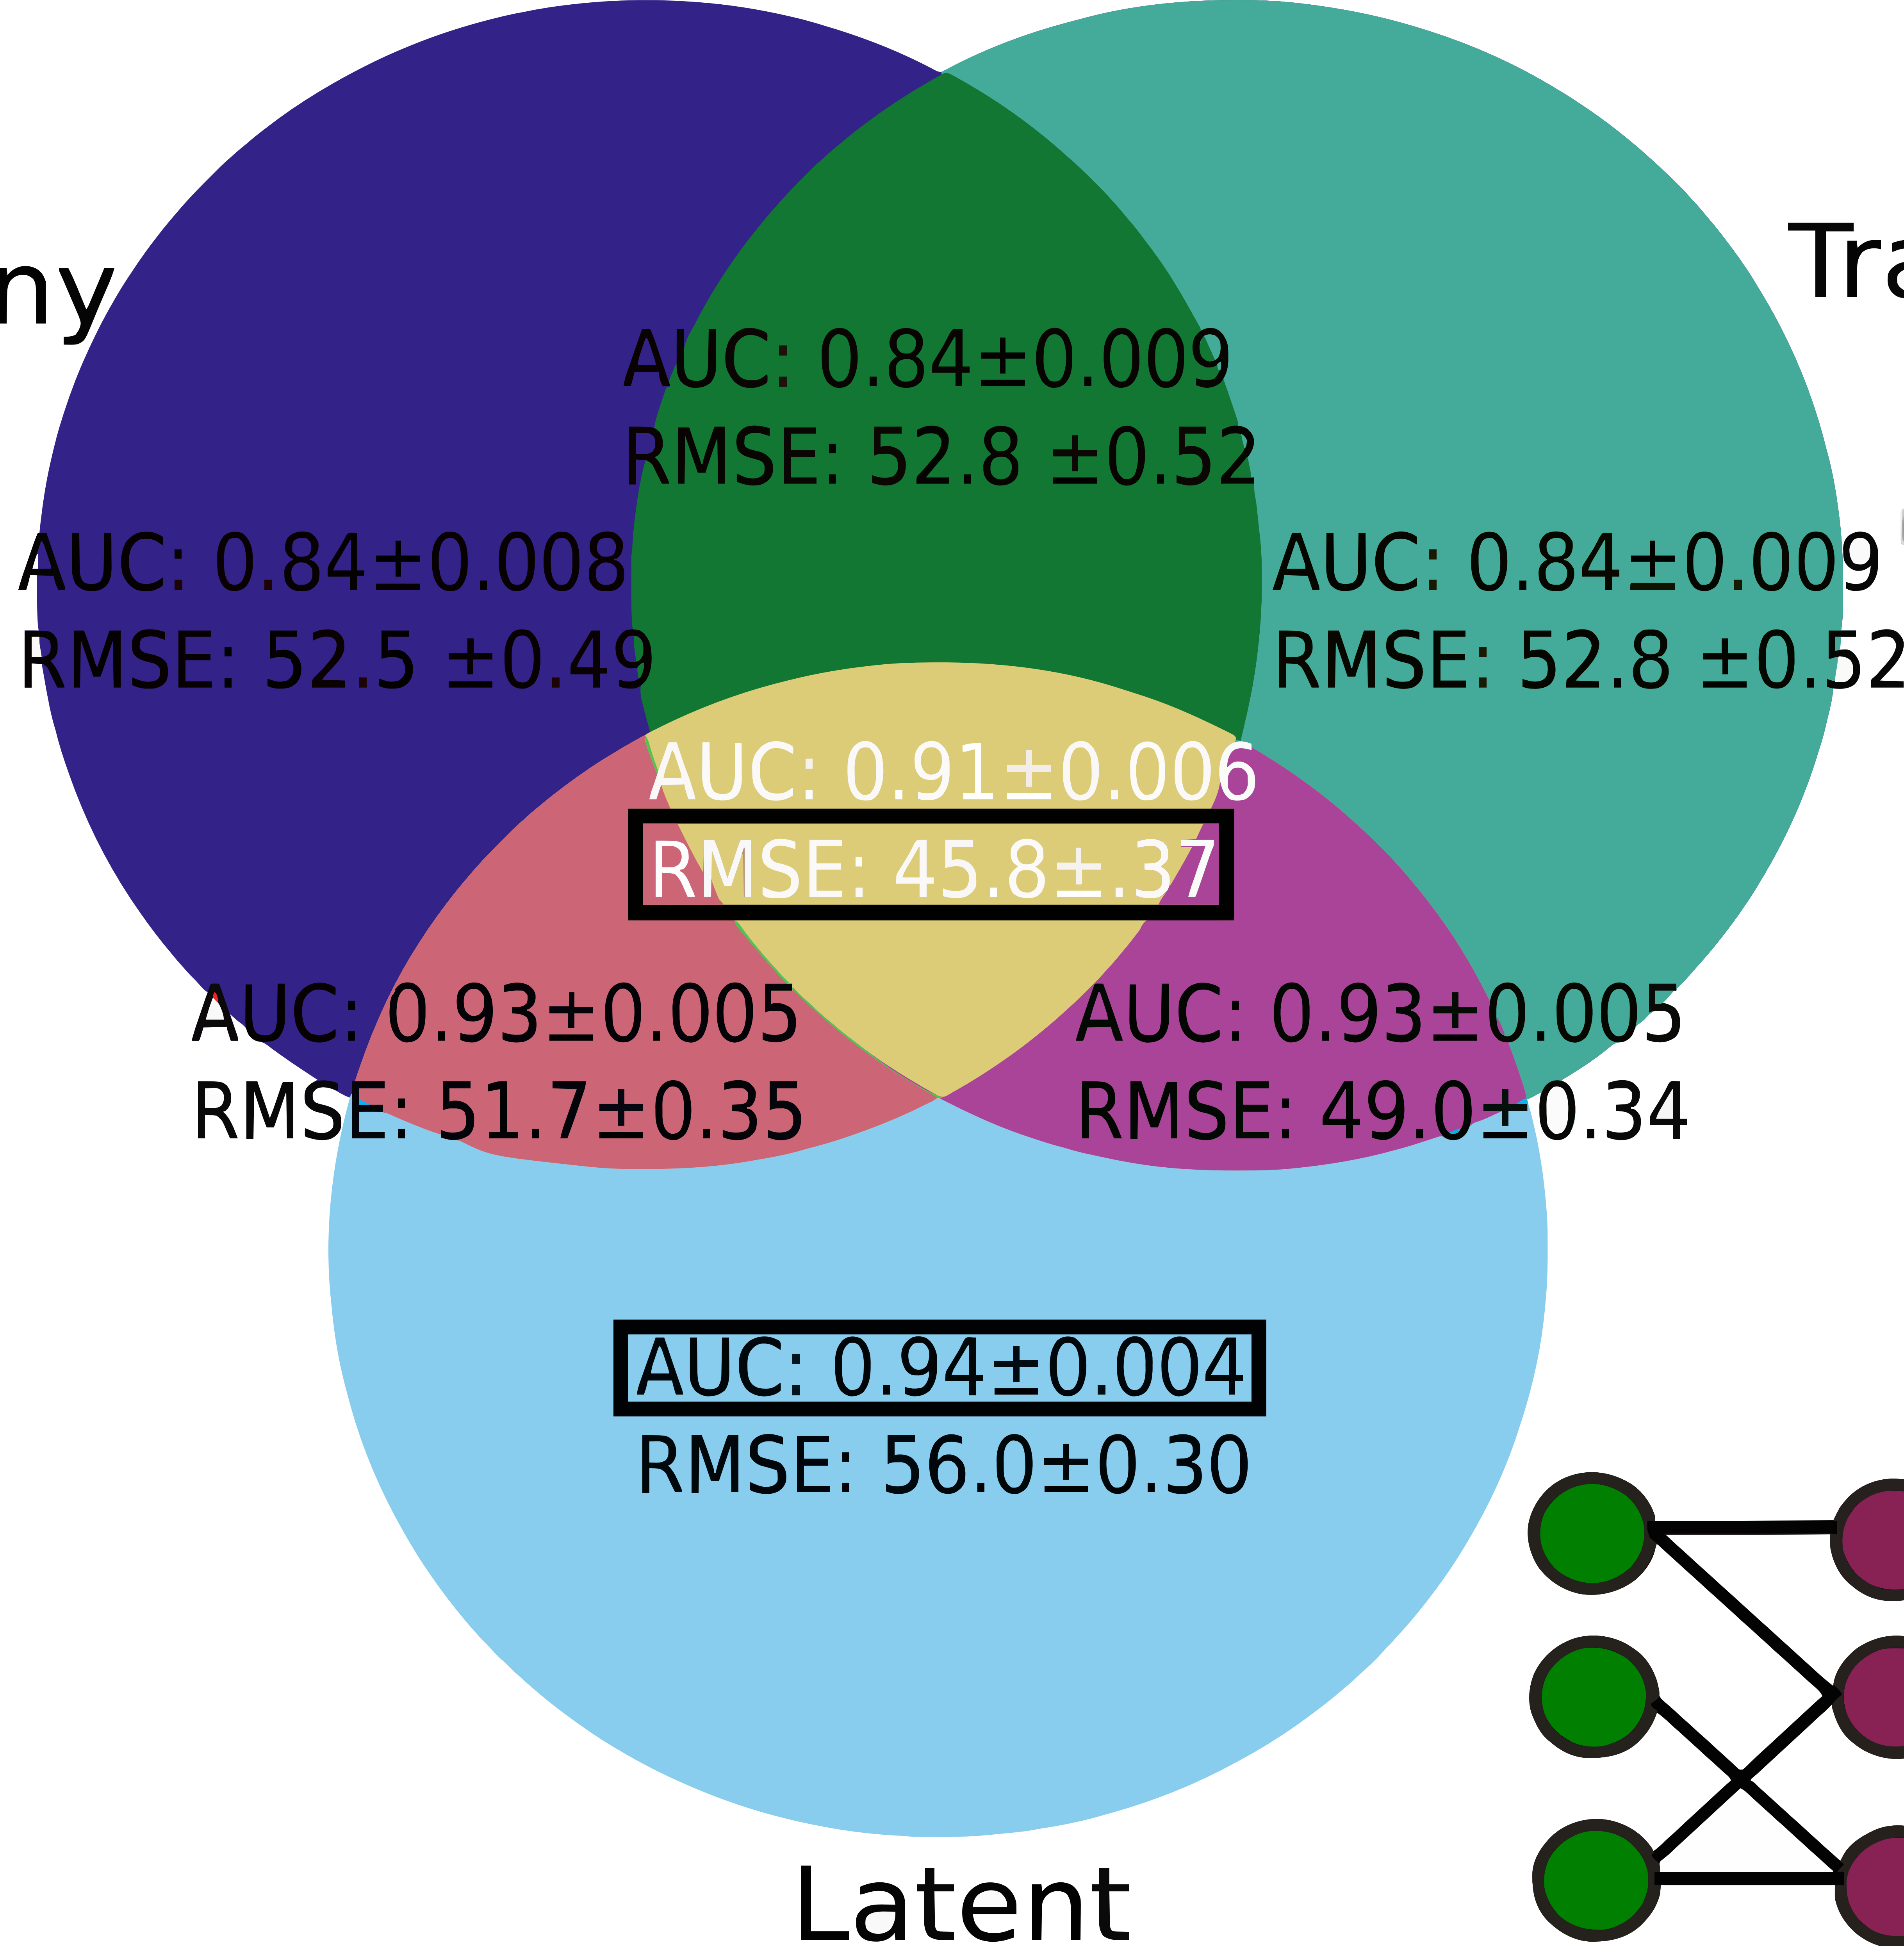 ny
Tra
AUC: 0.84±0.009
RMSE: 52.8 ±0.52
AUC: 0.84±0.008
RMSE: 52.5 ±0.49
AUC: 0.84±0.009
RMSE: 52.8 ±0.52
AUC: 0.91±0.006
RMSE: 45.8±.37
AUC: 0.93±0.005
RMSE: 51.7±0.35
AUC: 0.93±0.005
RMSE: 49.0±0.34
AUC: 0.94±0.004
RMSE: 56.0±0.30
Latent